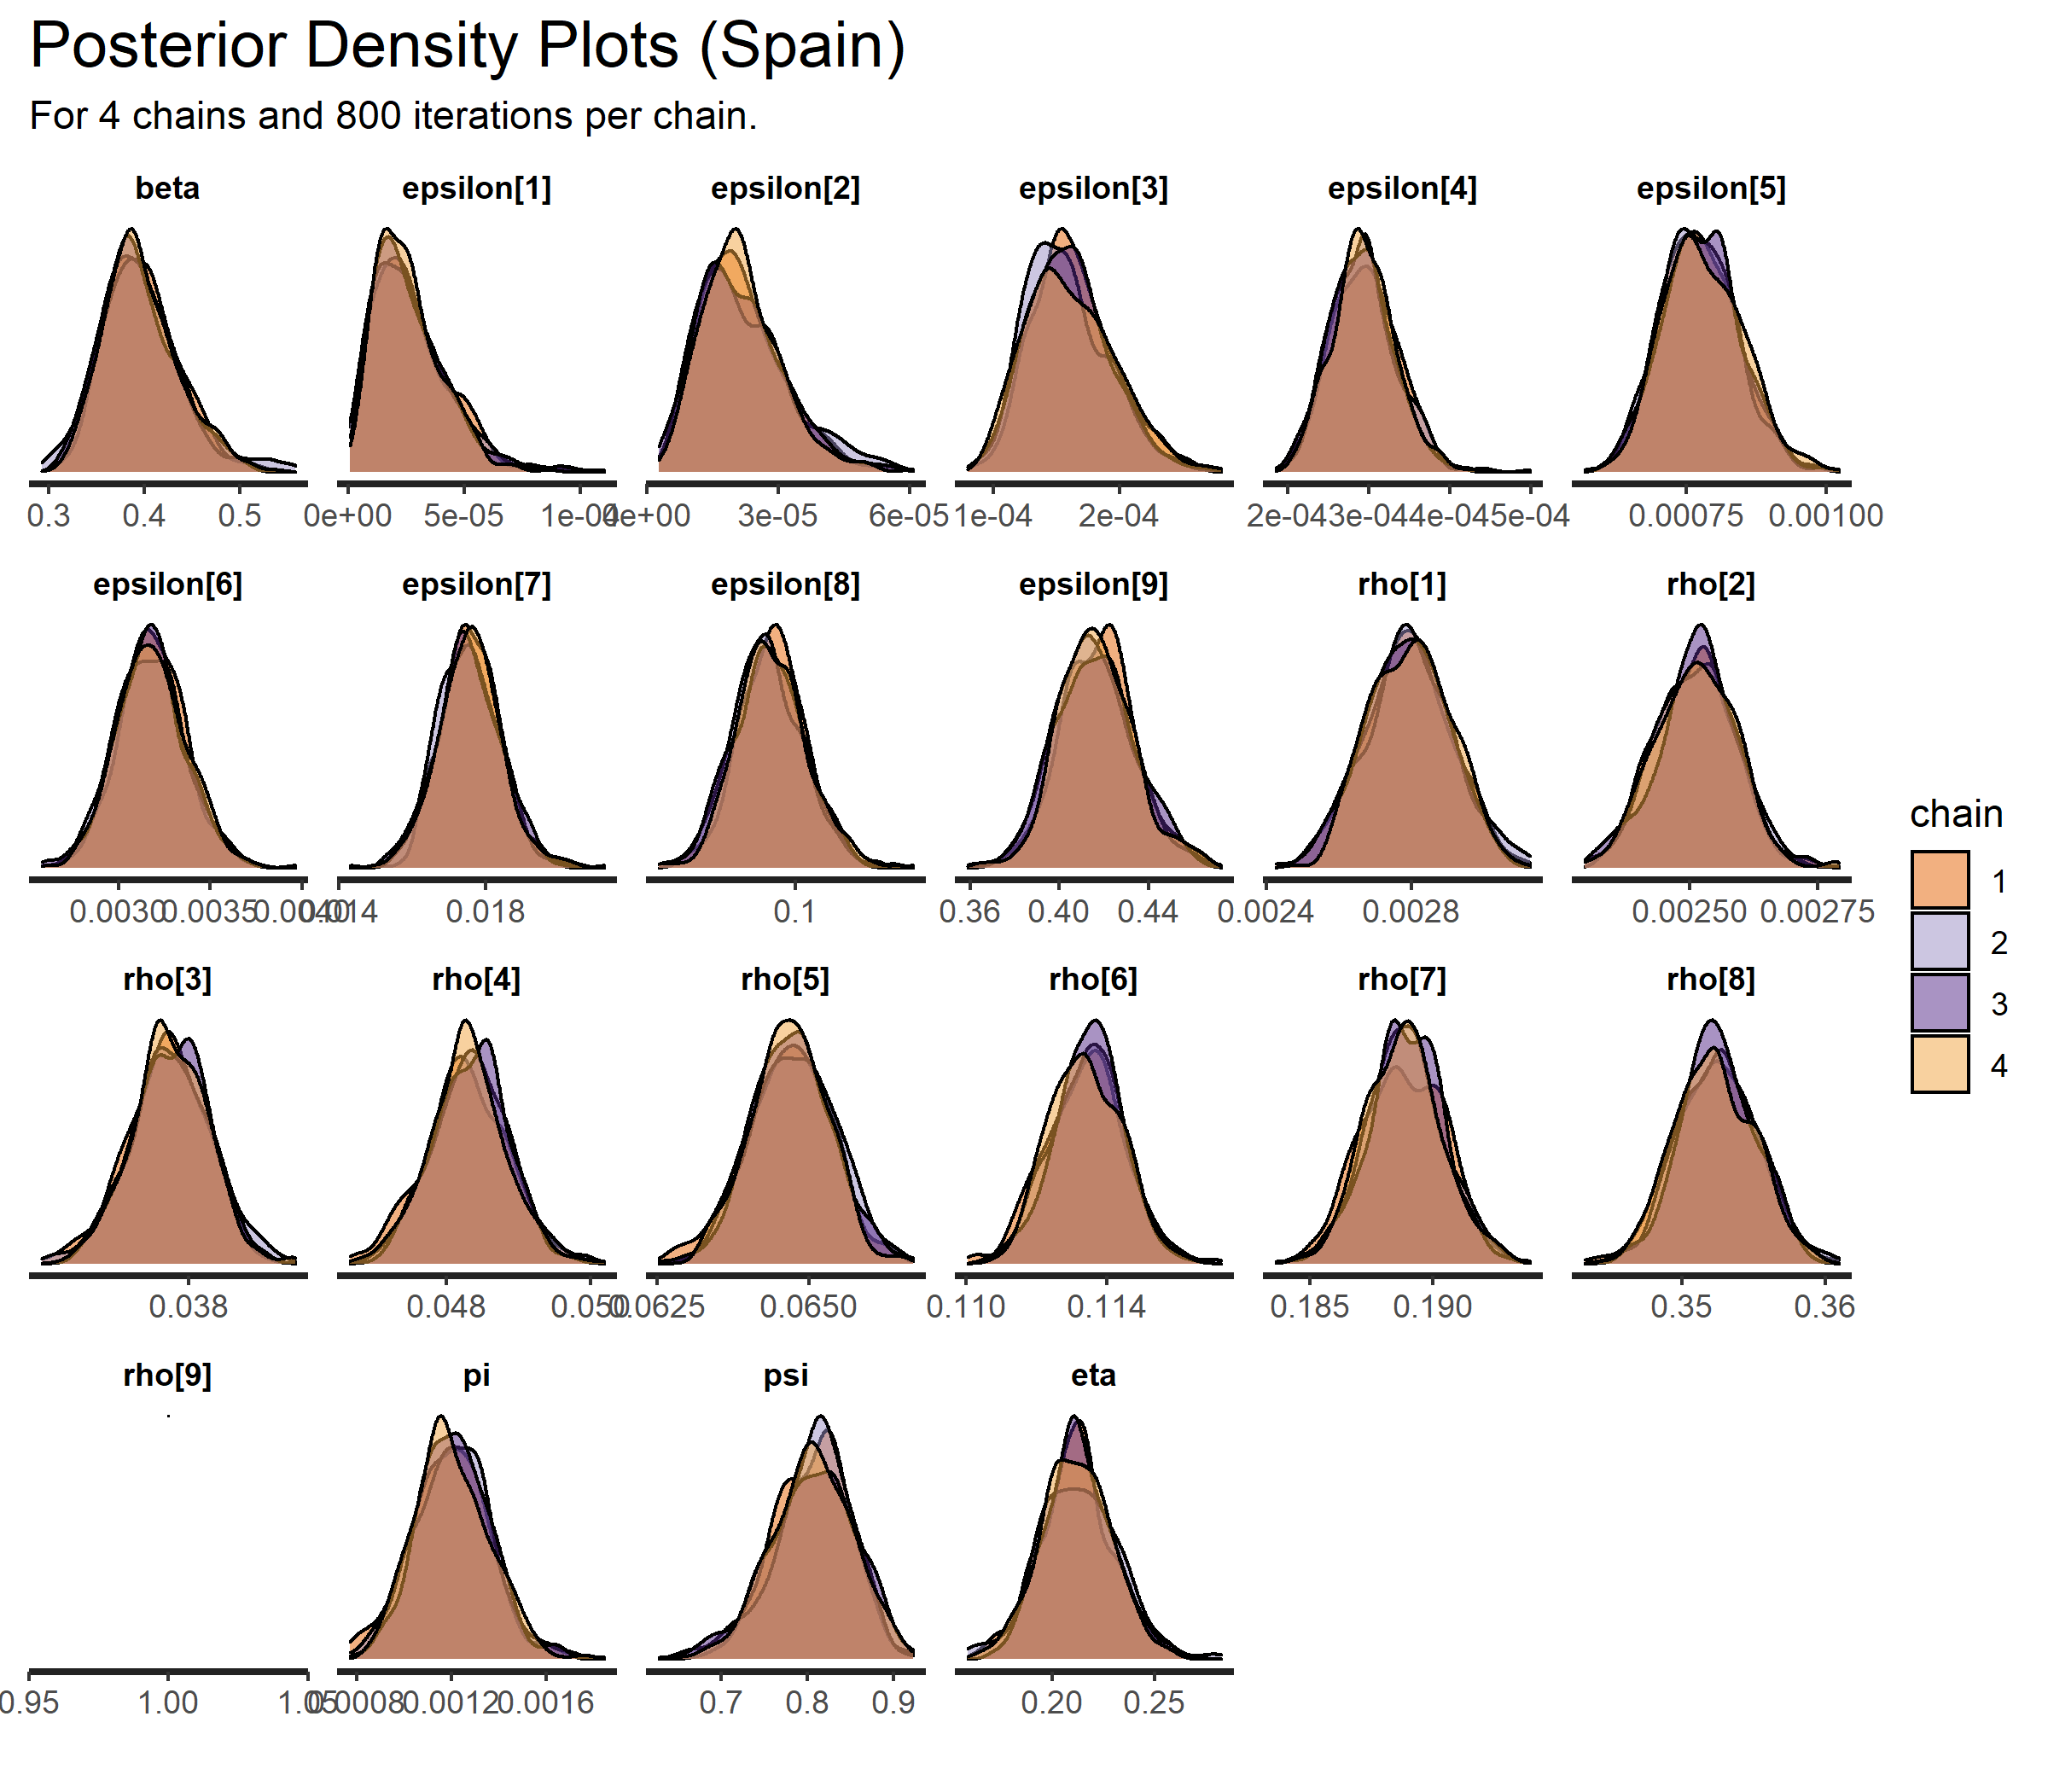 Posterior Density Plots (Spain)
For 4 chains and 800 iterations per chain.
beta epsilon[1] epsilon[2] epsilon[3] epsilon[4] epsilon[5]
0.3 0.4 0.5 0e+00 5e-05 1e-04 0e+00 3e-05 6e-05 1e-04 2e-04 2e-04 3e-04 4e-04 5e-04 0.00075 0.00100
epsilon[6] epsilon[7] epsilon[8] epsilon[9] rho[1] rho[2]
0.0030 0.0035 0.0040 0.014 0.018 0.1 0.36 0.40 0.44 0.0024 0.0028 0.00250 0.00275
chain
1
2
3
4
rho[3] rho[4] rho[5] rho[6] rho[7] rho[8]
0.038 0.048 0.050 0.0625 0.0650 0.110 0.114 0.185 0.190 0.35 0.36
rho[9] pi psi eta
0.95 1.00 1.05 0.0008 0.0012 0.0016 0.7 0.8 0.9 0.20 0.25